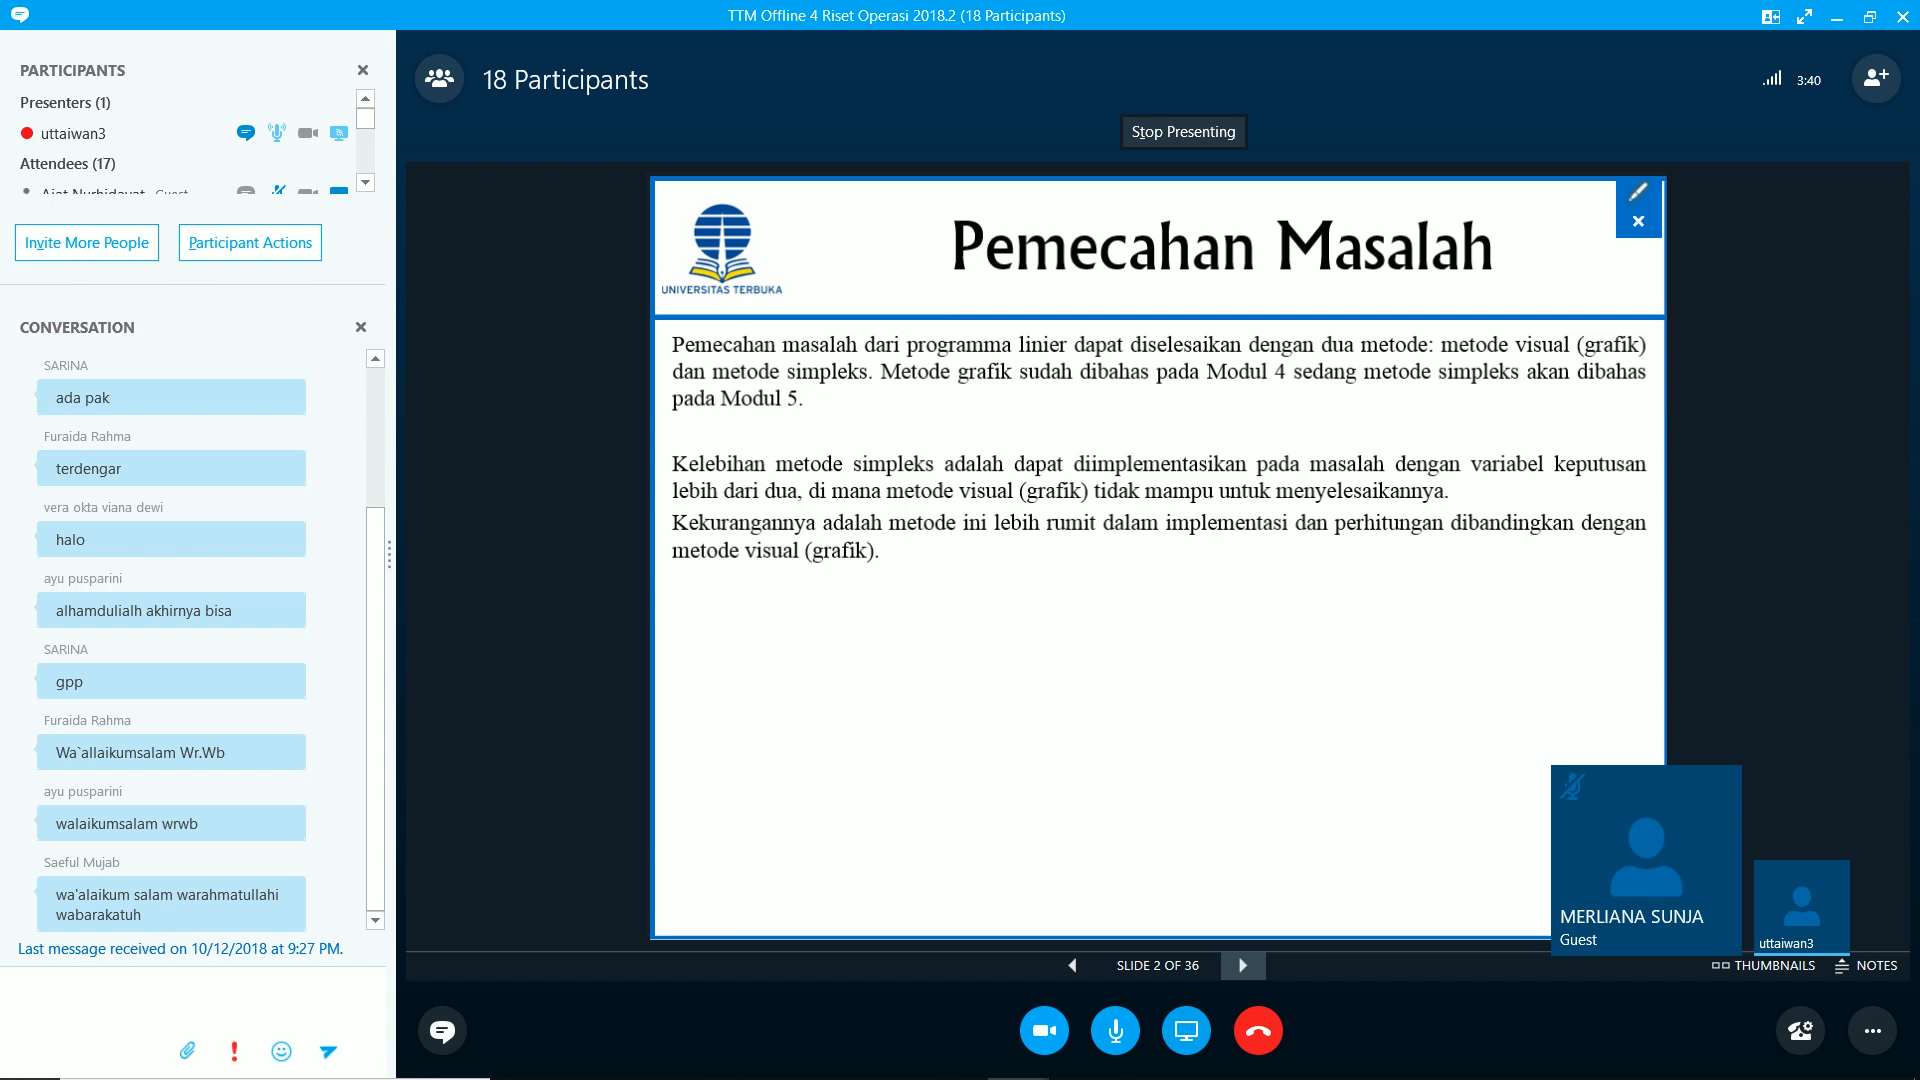 TTM Offline 4 Riset Operasi 2018.2 (18 Participants)
PARTICIPANTS
Presenters (1)
uttaiwan3
Attendees (17)
Ajat Nurhidayat Guest
Invite More People
Participant Actions
CONVERSATION
SARINA
ada pak
Furaida Rahma
terdengar
vera okta viana dewi
halo
ayu pusparini
alhamdulialh akhirnya bisa
SARINA
gpp
Furaida Rahma
Wa`allaikumsalam Wr.Wb
ayu pusparini
walaikumsalam wrwb
Saeful Mujab
wa'alaikum salam warahmatullahi
wabarakatuh
Last message received on 10/12/2018 at 9:27 PM.
18 Participants
3:40
Stop Presenting
UNIVERSITAS TERBUKA
Pemecahan Masalah
Pemecahan masalah dari programma linier dapat diselesaikan dengan dua metode: metode visual (grafik)
dan metode simpleks. Metode grafik sudah dibahas pada Modul 4 sedang metode simpleks akan dibahas
pada Modul 5.
Kelebihan metode simpleks adalah dapat diimplementasikan pada masalah dengan variabel keputusan
lebih dari dua, di mana metode visual (grafik) tidak mampu untuk menyelesaikannya.
Kekurangannya adalah metode ini lebih rumit dalam implementasi dan perhitungan dibandingkan dengan
metode visual (grafik).
MERLIANA SUNJA
Guest
uttaiwan3
SLIDE 2 OF 36
THUMBNAILS
NOTES